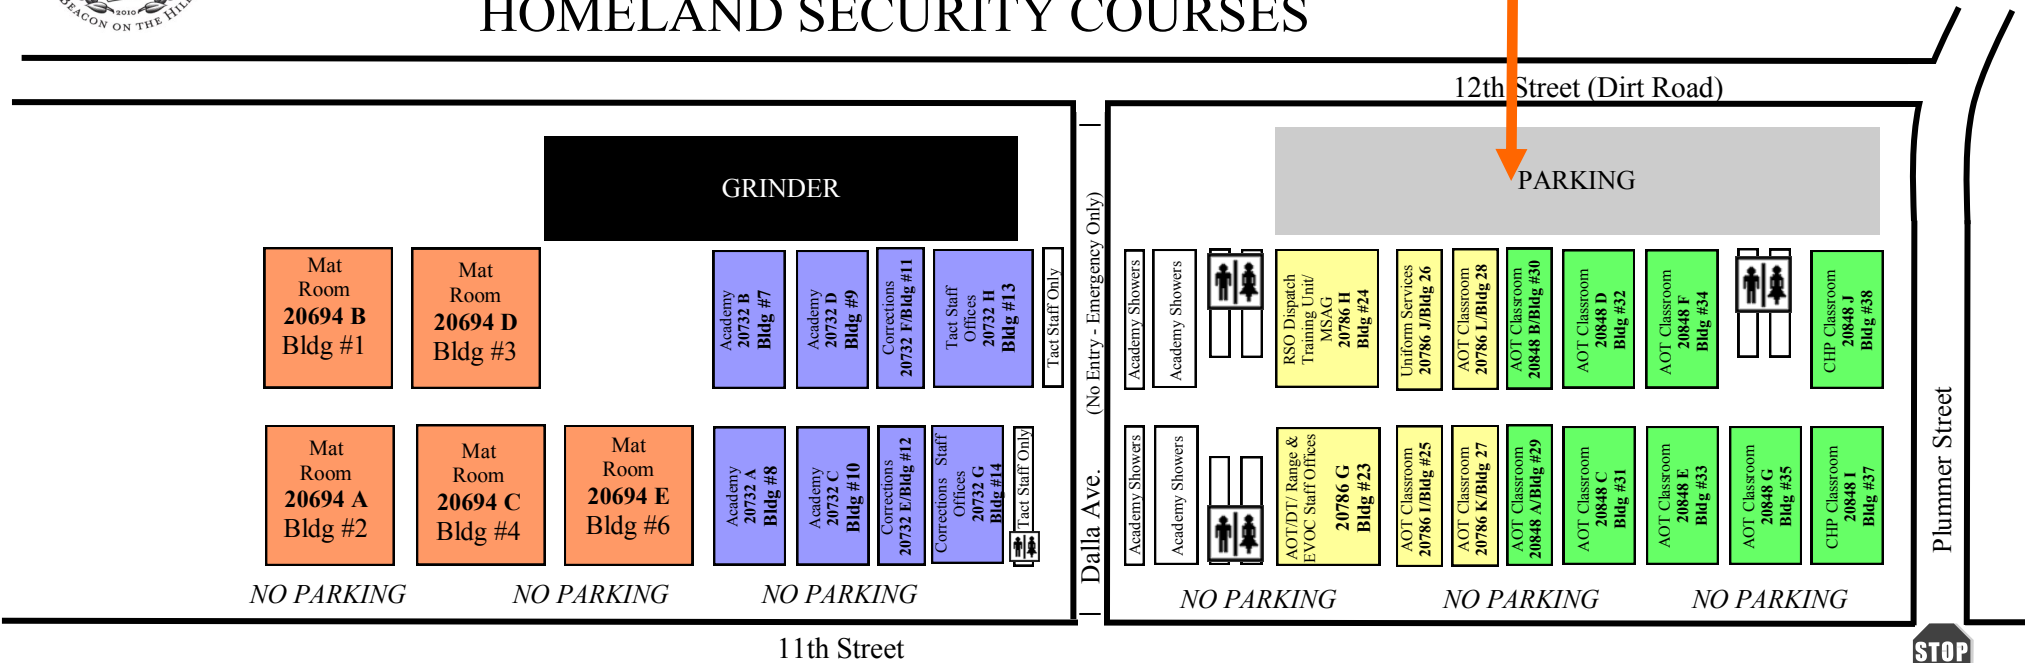 2010
BEACON ON THE HILL
HOMELAND SECURITY COURSES
12th Street (Dirt Road)
GRINDER
PARKING
Mat
Room
20694 B
Bldg #1
Mat
Room
20694 D
Bldg #3
Academy
20732 B
Bldg #7
Academy
20732 D
Bldg #9
Corrections
20732 F/Bldg #11
Tact Staff
Offices
20732 H
Bldg #13
Tact Staff Only
(No Entry - Emergency Only)
Dalla Ave.
Academy Showers
Academy Showers
RSO Dispatch
Training Unit/
MSAG
20786 H
Bldg #24
Uniform Services
20786 J/Bldg 26
AOT Classroom
20786 L/Bldg 28
AOT Classroom
20848 B/Bldg #30
AOT Classroom
20848 D
Bldg #32
AOT Classroom
20848 F
Bldg #34
CHP Classroom
20848 J
Bldg #38
Mat
Room
20694 A
Bldg #2
Mat
Room
20694 C
Bldg #4
Mat
Room
20694 E
Bldg #6
Academy
20732 A
Bldg #8
Academy
20732 C
Bldg #10
Corrections
20732 E/Bldg #12
Corrections Staff
Offices
20732 G
Bldg #14
Tact Staff Only
Academy Showers
Academy Showers
AOT/DT/ Range &
EVOC Staff Offices
20786 G
Bldg #23
AOT Classroom
20786 I/Bldg #25
AOT Classroom
20786 K/Bldg 27
AOT Classroom
20848 A/Bldg #29
AOT Classroom
20848 C
Bldg #31
AOT Classroom
20848 E
Bldg #33
AOT Classroom
20848 G
Bldg #35
CHP Classroom
20848 I
Bldg #37
Plummer Street
NO PARKING
NO PARKING
NO PARKING
NO PARKING
NO PARKING
NO PARKING
11th Street
STOP